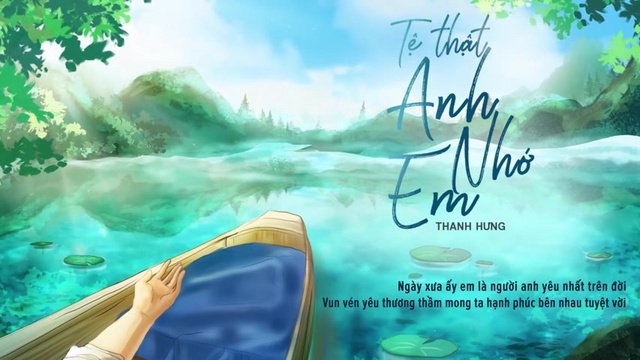 Tệ thật
Anh
Nhớ
Em
THANH HƯNG
Ngày xưa ấy em là người anh yêu nhất trên đời
Vun vén yêu thương thầm mong ta hạnh phúc bên nhau tuyệt vời